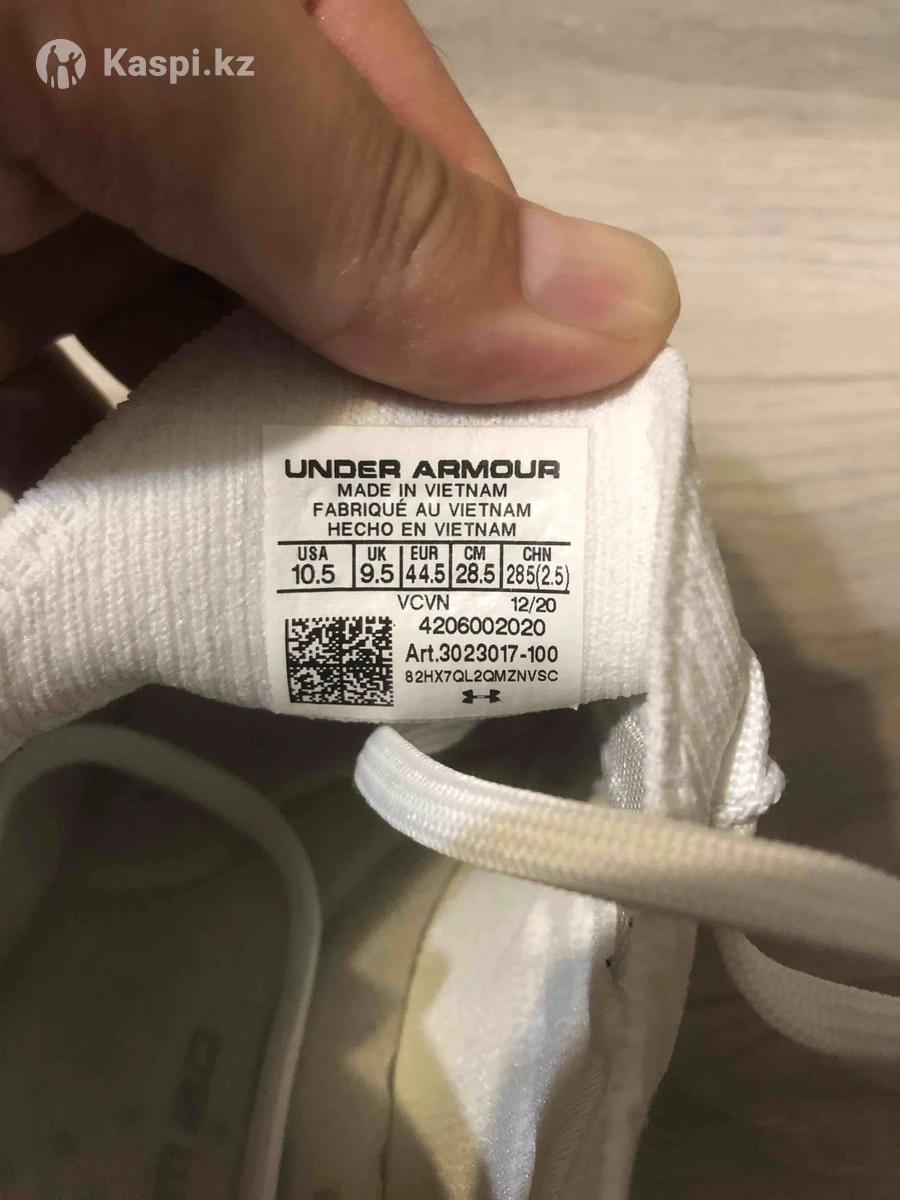 Kaspi.kz
UNDER ARMOUR
MADE IN VIETNAM
FABRIQUÉ AU VIETNAM
HECHO EN VIETNAM
USA UK EUR CM CHN
10.5 9.5 44.5 28.5 285(2.5)
VCVN 12/20
4206002020
Art.3023017-100
82HX7QL2QMZNVSC